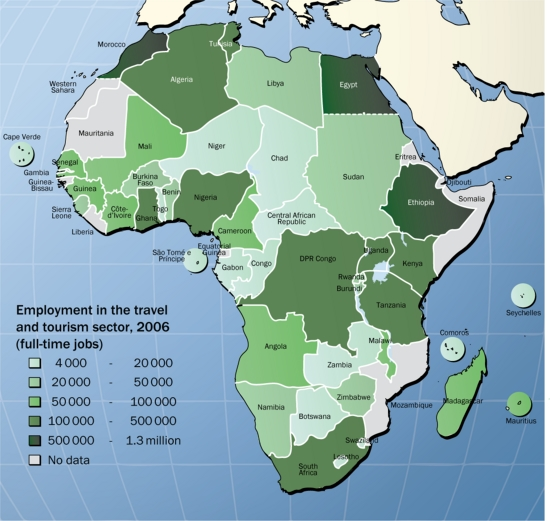 Morocco
Tunisia
Algeria
Libya
Egypt
Western
Sahara
Mauritania
Mali
Niger
Chad
Sudan
Eritrea
Djibouti
Cape Verde
Senegal
Gambia
Guinea-
Bissau
Guinea
Sierra
Leone
Liberia
Côte-
d'Ivoire
Burkina
Faso
Ghana
Togo
Benin
Nigeria
Cameroon
Central African
Republic
Ethiopia
Somalia
São Tomé e
Príncipe
Equatorial
Guinea
Gabon
Congo
DPR Congo
Uganda
Kenya
Rwanda
Burundi
Tanzania
Seychelles
Comoros
Angola
Zambia
Malawi
Mozambique
Madagascar
Mauritius
Namibia
Botswana
Zimbabwe
Swaziland
Lesotho
South
Africa
Employment in the travel
and tourism sector, 2006
(full-time jobs)
4 000 - 20 000
20 000 - 50 000
50 000 - 100 000
100 000 - 500 000
500 000 - 1.3 million
No data